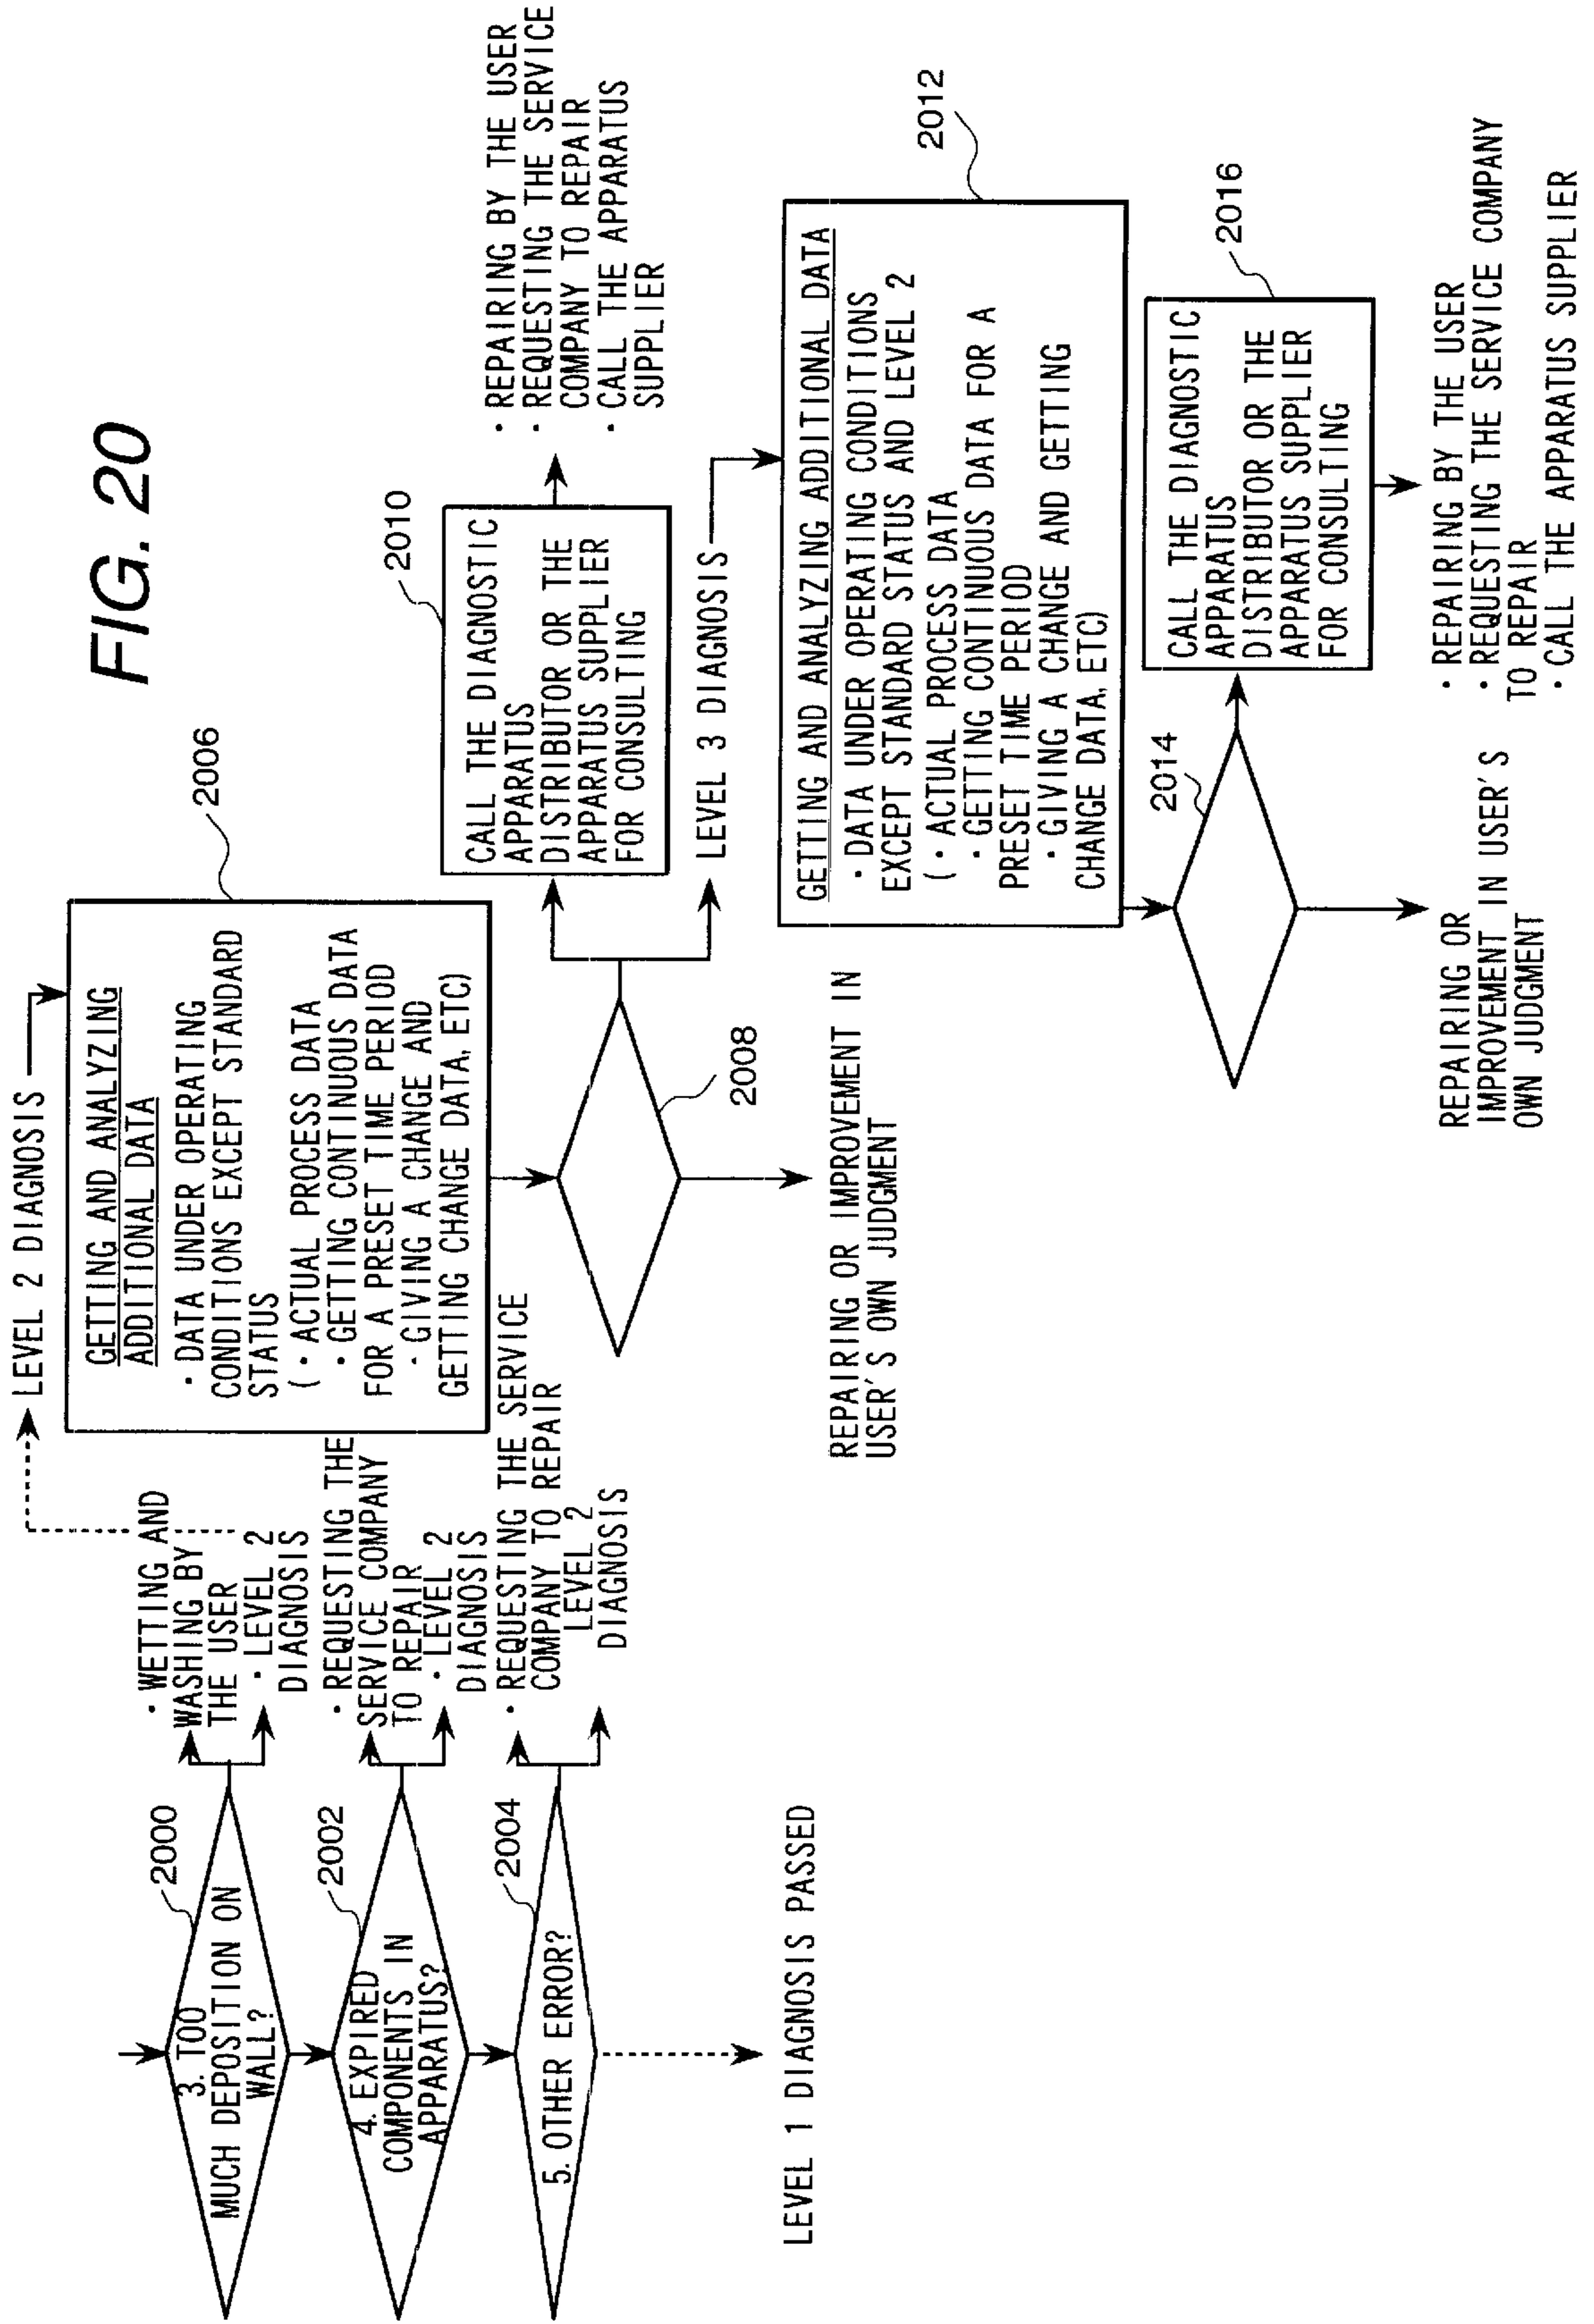 FIG. 20
2000
3. TOO
MUCH DEPOSITION ON
WALL?
· WETTING AND
WASHING BY
THE USER
· LEVEL 2
DIAGNOSIS
2002
4. EXPIRED
COMPONENTS IN
APPARATUS?
· REQUESTING THE
SERVICE COMPANY
TO REPAIR
· LEVEL 2
DIAGNOSIS
2004
5. OTHER ERROR?
· REQUESTING THE SERVICE
COMPANY TO REPAIR
LEVEL 2
DIAGNOSIS
LEVEL 1 DIAGNOSIS PASSED
LEVEL 2 DIAGNOSIS
2006
GETTING AND ANALYZING
ADDITIONAL DATA
· DATA UNDER OPERATING
CONDITIONS EXCEPT STANDARD
STATUS
(· ACTUAL PROCESS DATA
· GETTING CONTINUOUS DATA
FOR A PRESET TIME PERIOD
· GIVING A CHANGE AND
GETTING CHANGE DATA, ETC)
2008
REPAIRING OR IMPROVEMENT IN
USER'S OWN JUDGMENT
2010
CALL THE DIAGNOSTIC
APPARATUS
DISTRIBUTOR OR THE
APPARATUS SUPPLIER
FOR CONSULTING
· REPAIRING BY THE USER
· REQUESTING THE SERVICE
COMPANY TO REPAIR
· CALL THE APPARATUS
SUPPLIER
LEVEL 3 DIAGNOSIS
2012
GETTING AND ANALYZING ADDITIONAL DATA
· DATA UNDER OPERATING CONDITIONS
EXCEPT STANDARD STATUS AND LEVEL 2
(· ACTUAL PROCESS DATA
· GETTING CONTINUOUS DATA FOR A
PRESET TIME PERIOD
· GIVING A CHANGE AND GETTING
CHANGE DATA, ETC)
2014
REPAIRING OR
IMPROVEMENT IN USER'S
OWN JUDGMENT
2016
CALL THE DIAGNOSTIC
APPARATUS
DISTRIBUTOR OR THE
APPARATUS SUPPLIER
FOR CONSULTING
· REPAIRING BY THE USER
· REQUESTING THE SERVICE COMPANY
TO REPAIR
· CALL THE APPARATUS SUPPLIER